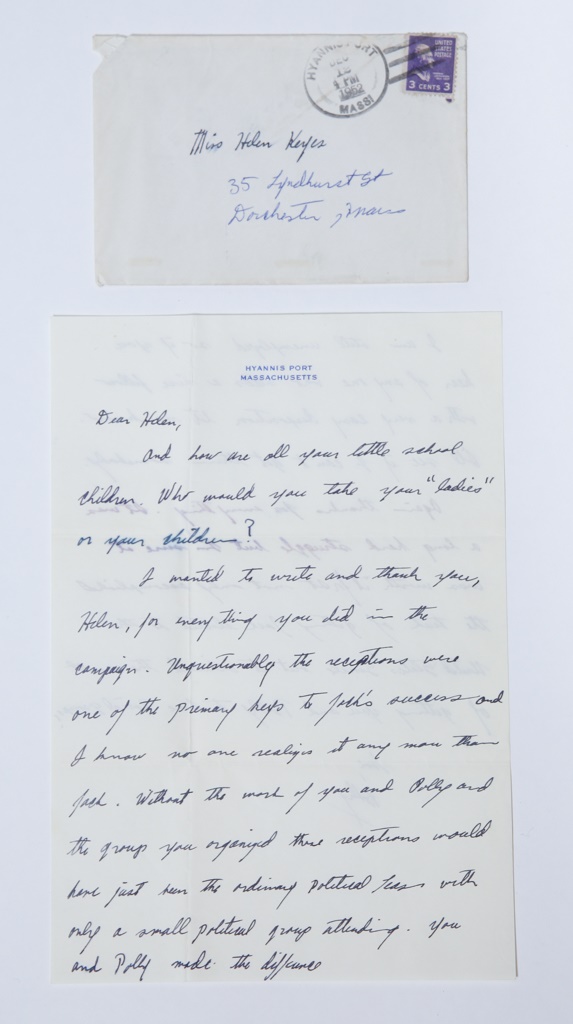 HYANNIS PORT
DEC
18
4 PM
1952
MASS
UNITED
STATES
POSTAGE
3 CENTS 3
Miss Helen Keyes
35 Lyndhurst St
Dorchester, Mass
HYANNIS PORT
MASSACHUSETTS
Dear Helen,
And how are all your little school
children. Who would you take your "ladies"
or your children?
I wanted to write and thank you,
Helen, for everything you did in the
campaign. Unquestionably the receptions were
one of the primary keys to Jack's success and
I know no one realizes it any more than
Jack. Without the work of you and Polly and
the group you organized those receptions would
have just been the ordinary political teas with
only a small political group attending. You
and Polly made the difference